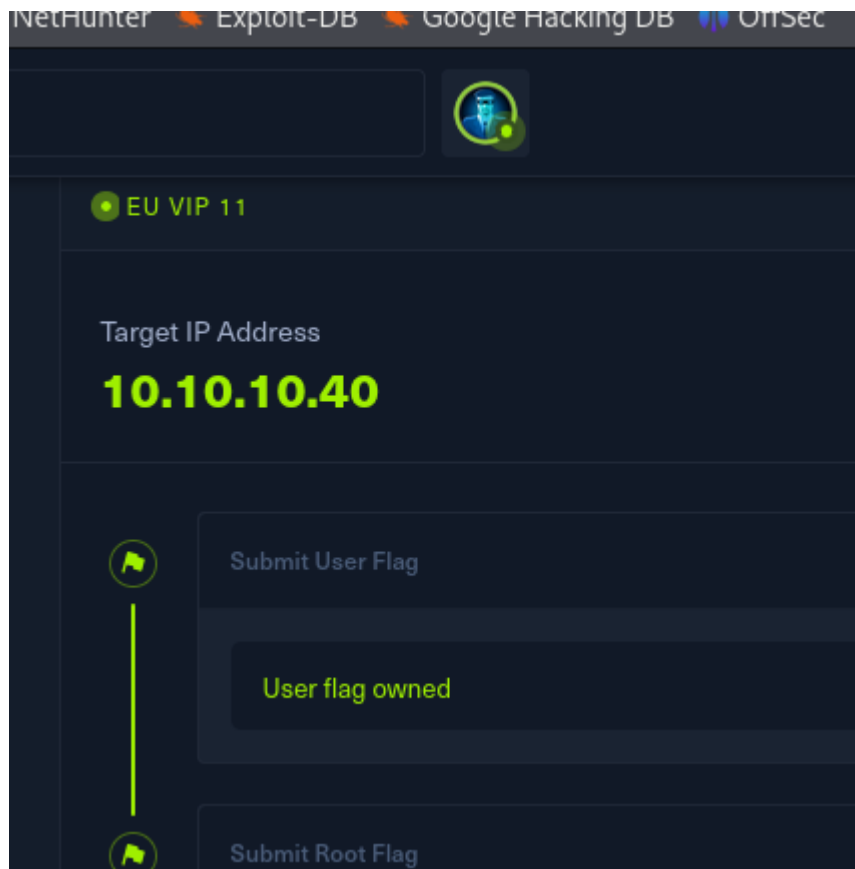 NetHunter Exploit-DB Google Hacking DB OffSec
EU VIP 11
Target IP Address
10.10.10.40
Submit User Flag
User flag owned
Submit Root Flag